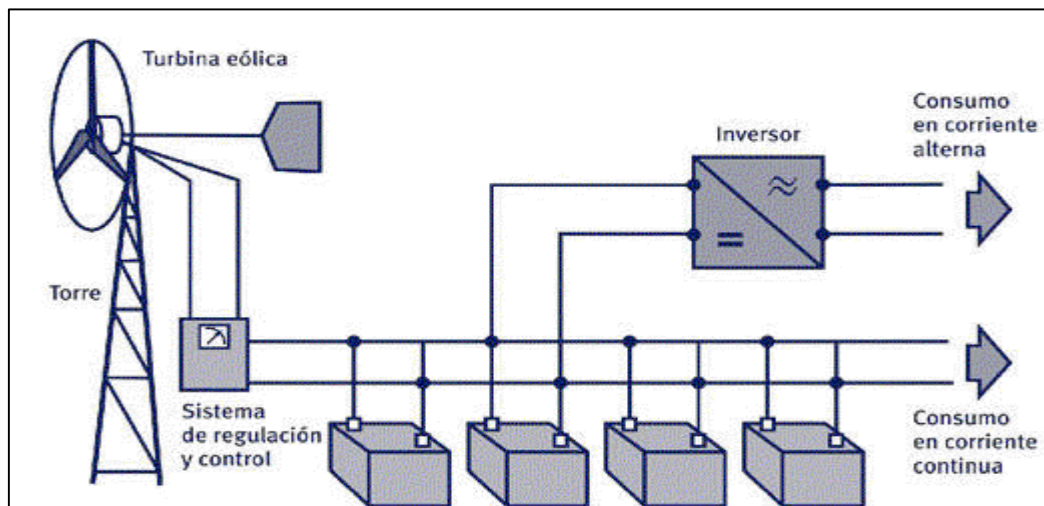 Turbina eólica
Consumo
en corriente
alterna
Inversor
Torre
Sistema
de regulación
y control
Consumo
en corriente
continua